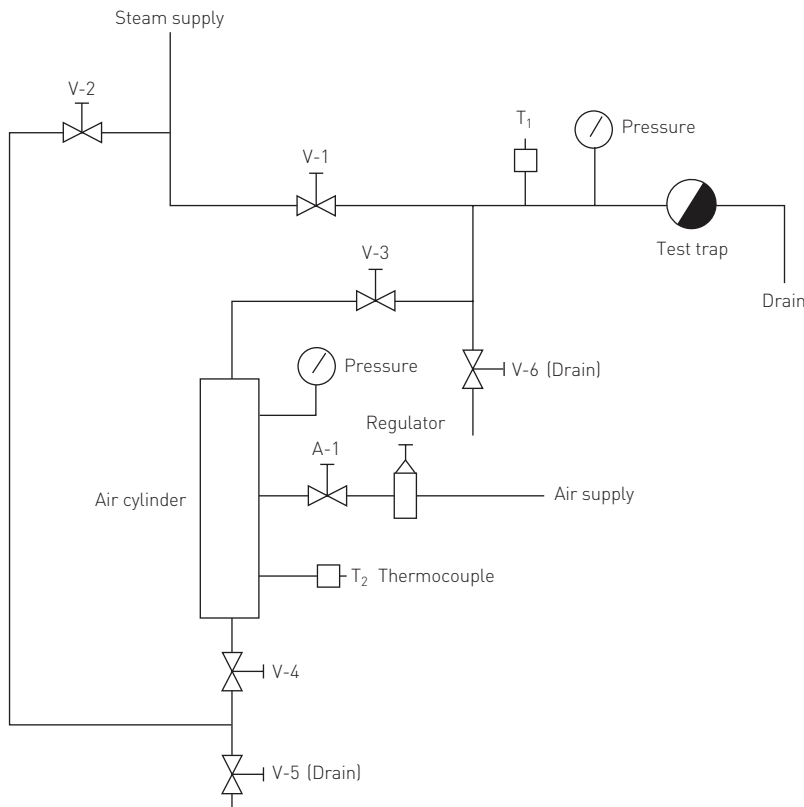 Steam supply
V-2
T₁
Pressure
V-1
Test trap
V-3
Drain
Pressure
V-6 (Drain)
Regulator
A-1
Air cylinder
Air supply
T₂ Thermocouple
V-4
V-5 (Drain)